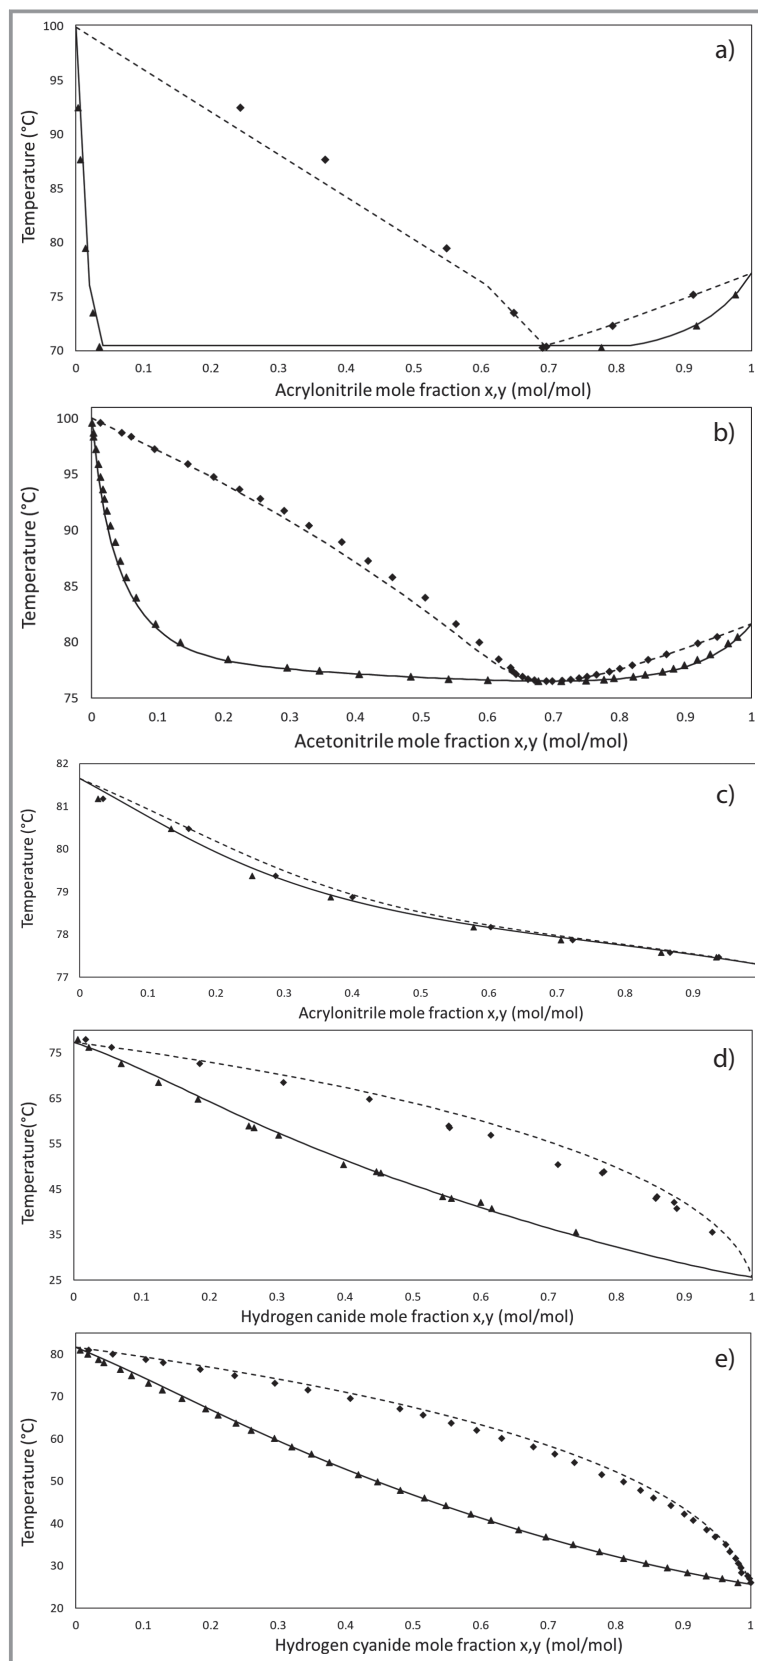 a)
100
95
90
85
80
75
70
Temperature (°C)
0 0.1 0.2 0.3 0.4 0.5 0.6 0.7 0.8 0.9 1
Acrylonitrile mole fraction x,y (mol/mol)
b)
100
95
90
85
80
75
Temperature (°C)
0 0.1 0.2 0.3 0.4 0.5 0.6 0.7 0.8 0.9 1
Acetonitrile mole fraction x,y (mol/mol)
c)
82
81
80
79
78
77
Temperature (°C)
0 0.1 0.2 0.3 0.4 0.5 0.6 0.7 0.8 0.9
Acrylonitrile mole fraction x,y (mol/mol)
d)
75
65
55
45
35
25
Temperature(°C)
0 0.1 0.2 0.3 0.4 0.5 0.6 0.7 0.8 0.9 1
Hydrogen canide mole fraction x,y (mol/mol)
e)
80
70
60
50
40
30
20
Temperature (°C)
0 0.1 0.2 0.3 0.4 0.5 0.6 0.7 0.8 0.9 1
Hydrogen cyanide mole fraction x,y (mol/mol)